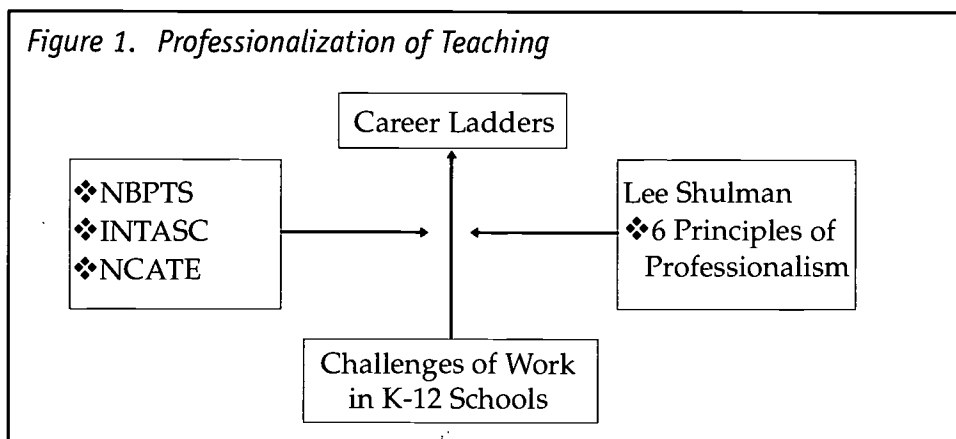 Figure 1. Professionalization of Teaching
Career Ladders
❖NBPTS
❖INTASC
❖NCATE
Lee Shulman
❖6 Principles of
Professionalism
Challenges of Work
in K-12 Schools